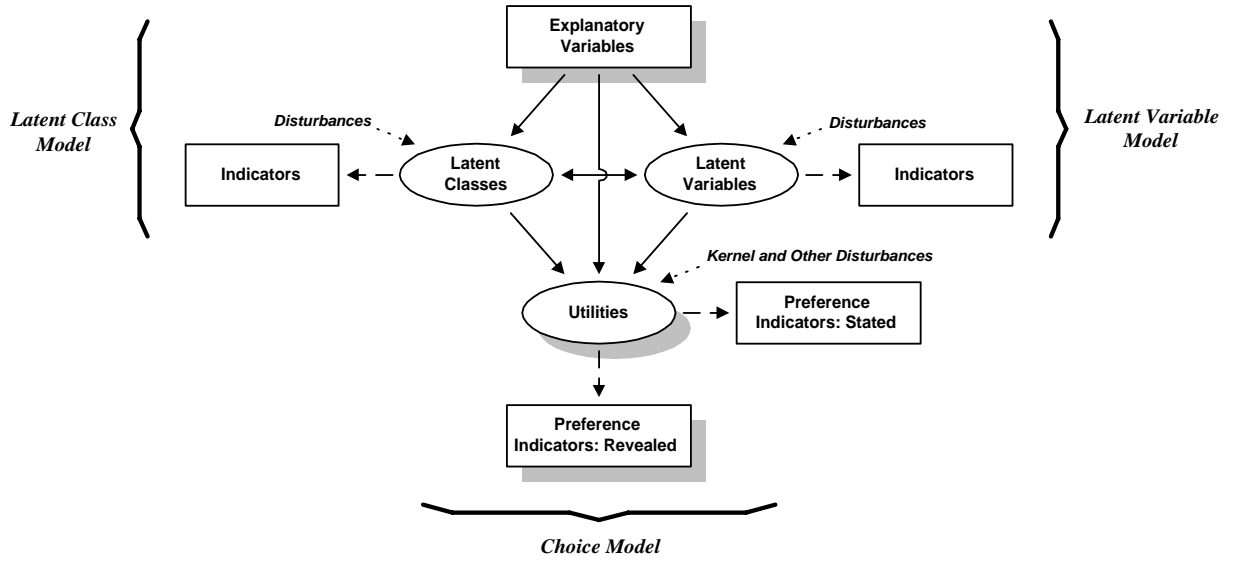 Explanatory
Variables
Latent Class
Model
Disturbances
Disturbances
Latent Variable
Model
Indicators
Latent
Classes
Latent
Variables
Indicators
Kernel and Other Disturbances
Utilities
Preference
Indicators: Stated
Preference
Indicators: Revealed
Choice Model